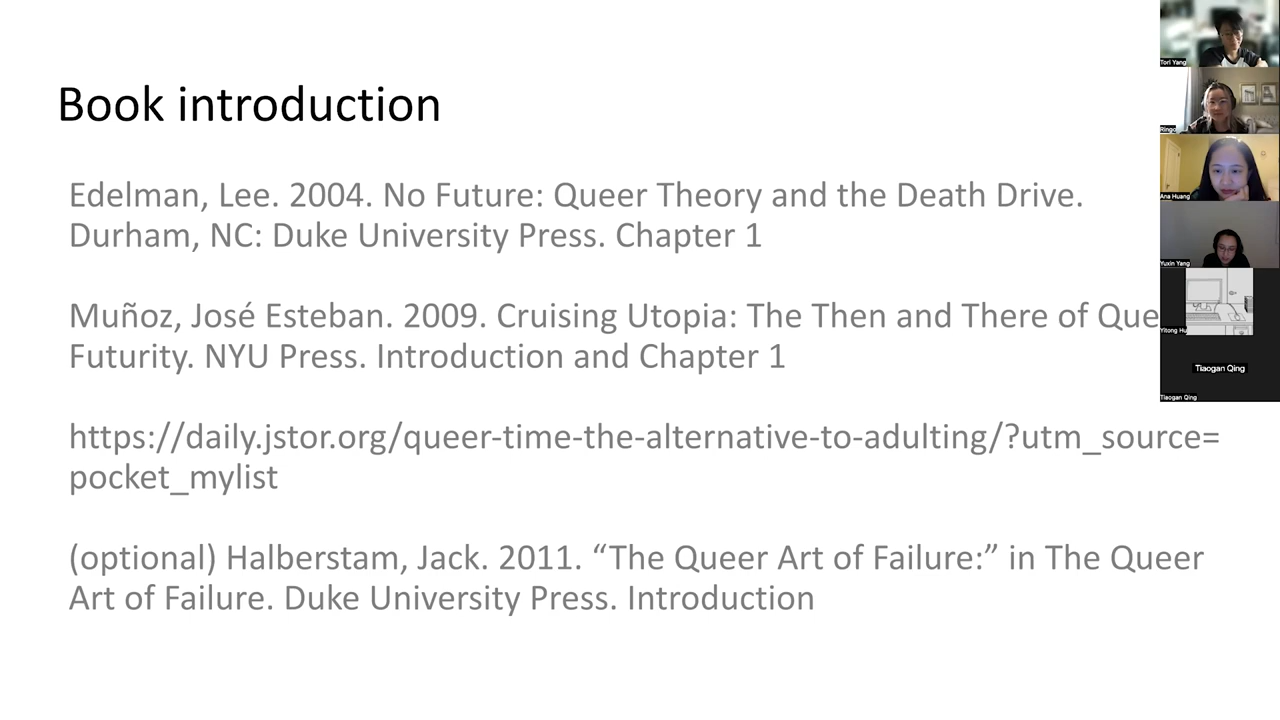 Book introduction
Edelman, Lee. 2004. No Future: Queer Theory and the Death Drive.
Durham, NC: Duke University Press. Chapter 1
Muñoz, José Esteban. 2009. Cruising Utopia: The Then and There of Que
Futurity. NYU Press. Introduction and Chapter 1
https://daily.jstor.org/queer-time-the-alternative-to-adulting/?utm_source=
pocket_mylist
(optional) Halberstam, Jack. 2011. “The Queer Art of Failure:” in The Queer
Art of Failure. Duke University Press. Introduction
Tori Yang
Ringo
Ana Huang
Yuxin Yang
Yitong Hu
Tiaogan Qing
Tiaogan Qing